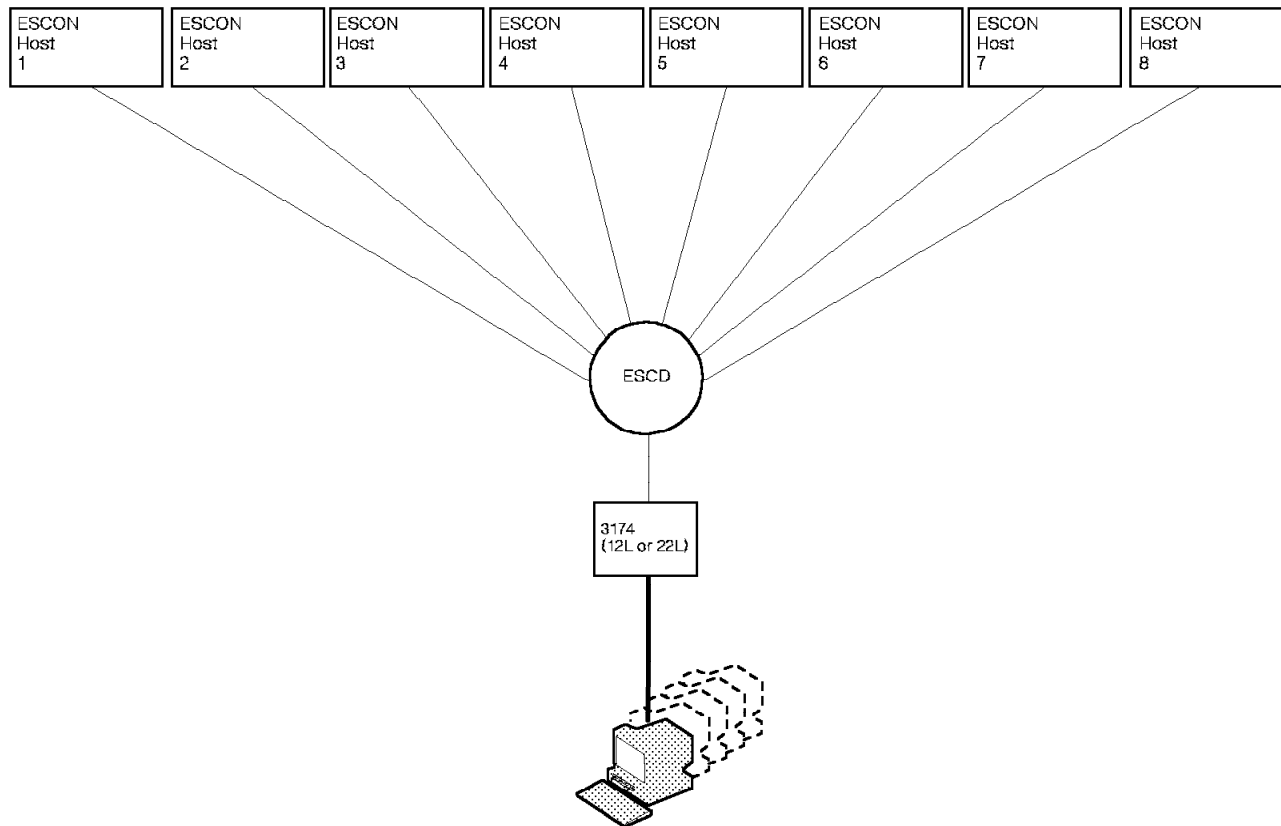 ESCON
Host
1
ESCON
Host
2
ESCON
Host
3
ESCON
Host
4
ESCON
Host
5
ESCON
Host
6
ESCON
Host
7
ESCON
Host
8
ESCD
3174
(12L or 22L)